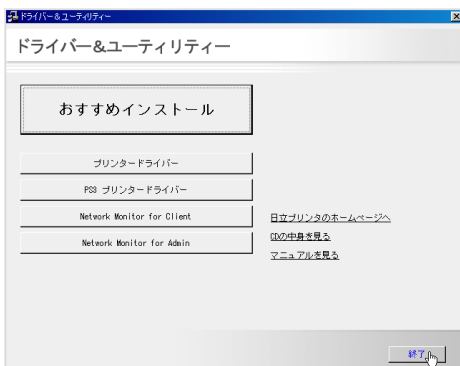 ドライバー&ユーティリティー
ドライバー&ユーティリティー
おすすめインストール
プリンタードライバー
PS3 プリンタードライバー
Network Monitor for Client
Network Monitor for Admin
日立プリンタのホームページへ
CDの中身を見る
マニュアルを見る
終了